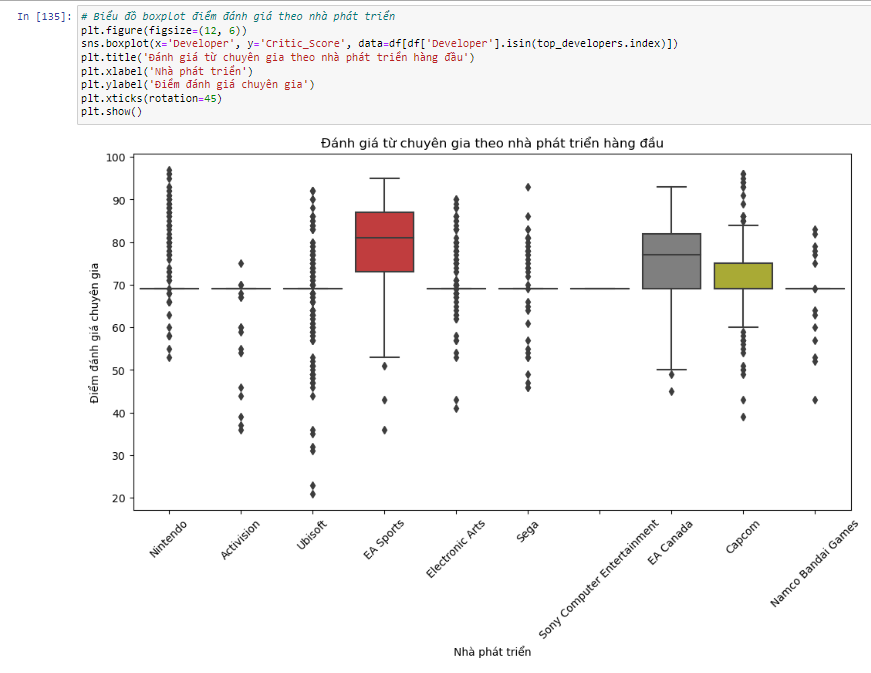 In [135]: # Biểu đồ boxplot điểm đánh giá theo nhà phát triển
plt.figure(figsize=(12, 6))
sns.boxplot(x='Developer', y='Critic_Score', data=df[df['Developer'].isin(top_developers.index)])
plt.title('Đánh giá từ chuyên gia theo nhà phát triển hàng đầu')
plt.xlabel('Nhà phát triển')
plt.ylabel('Điểm đánh giá chuyên gia')
plt.xticks(rotation=45)
plt.show()
Đánh giá từ chuyên gia theo nhà phát triển hàng đầu
100
90
80
70
60
50
40
30
20
Điểm đánh giá chuyên gia
Nintendo
Activision
Ubisoft
EA Sports
Electronic Arts
Sega
Sony Computer Entertainment
EA Canada
Capcom
Namco Bandai Games
Nhà phát triển